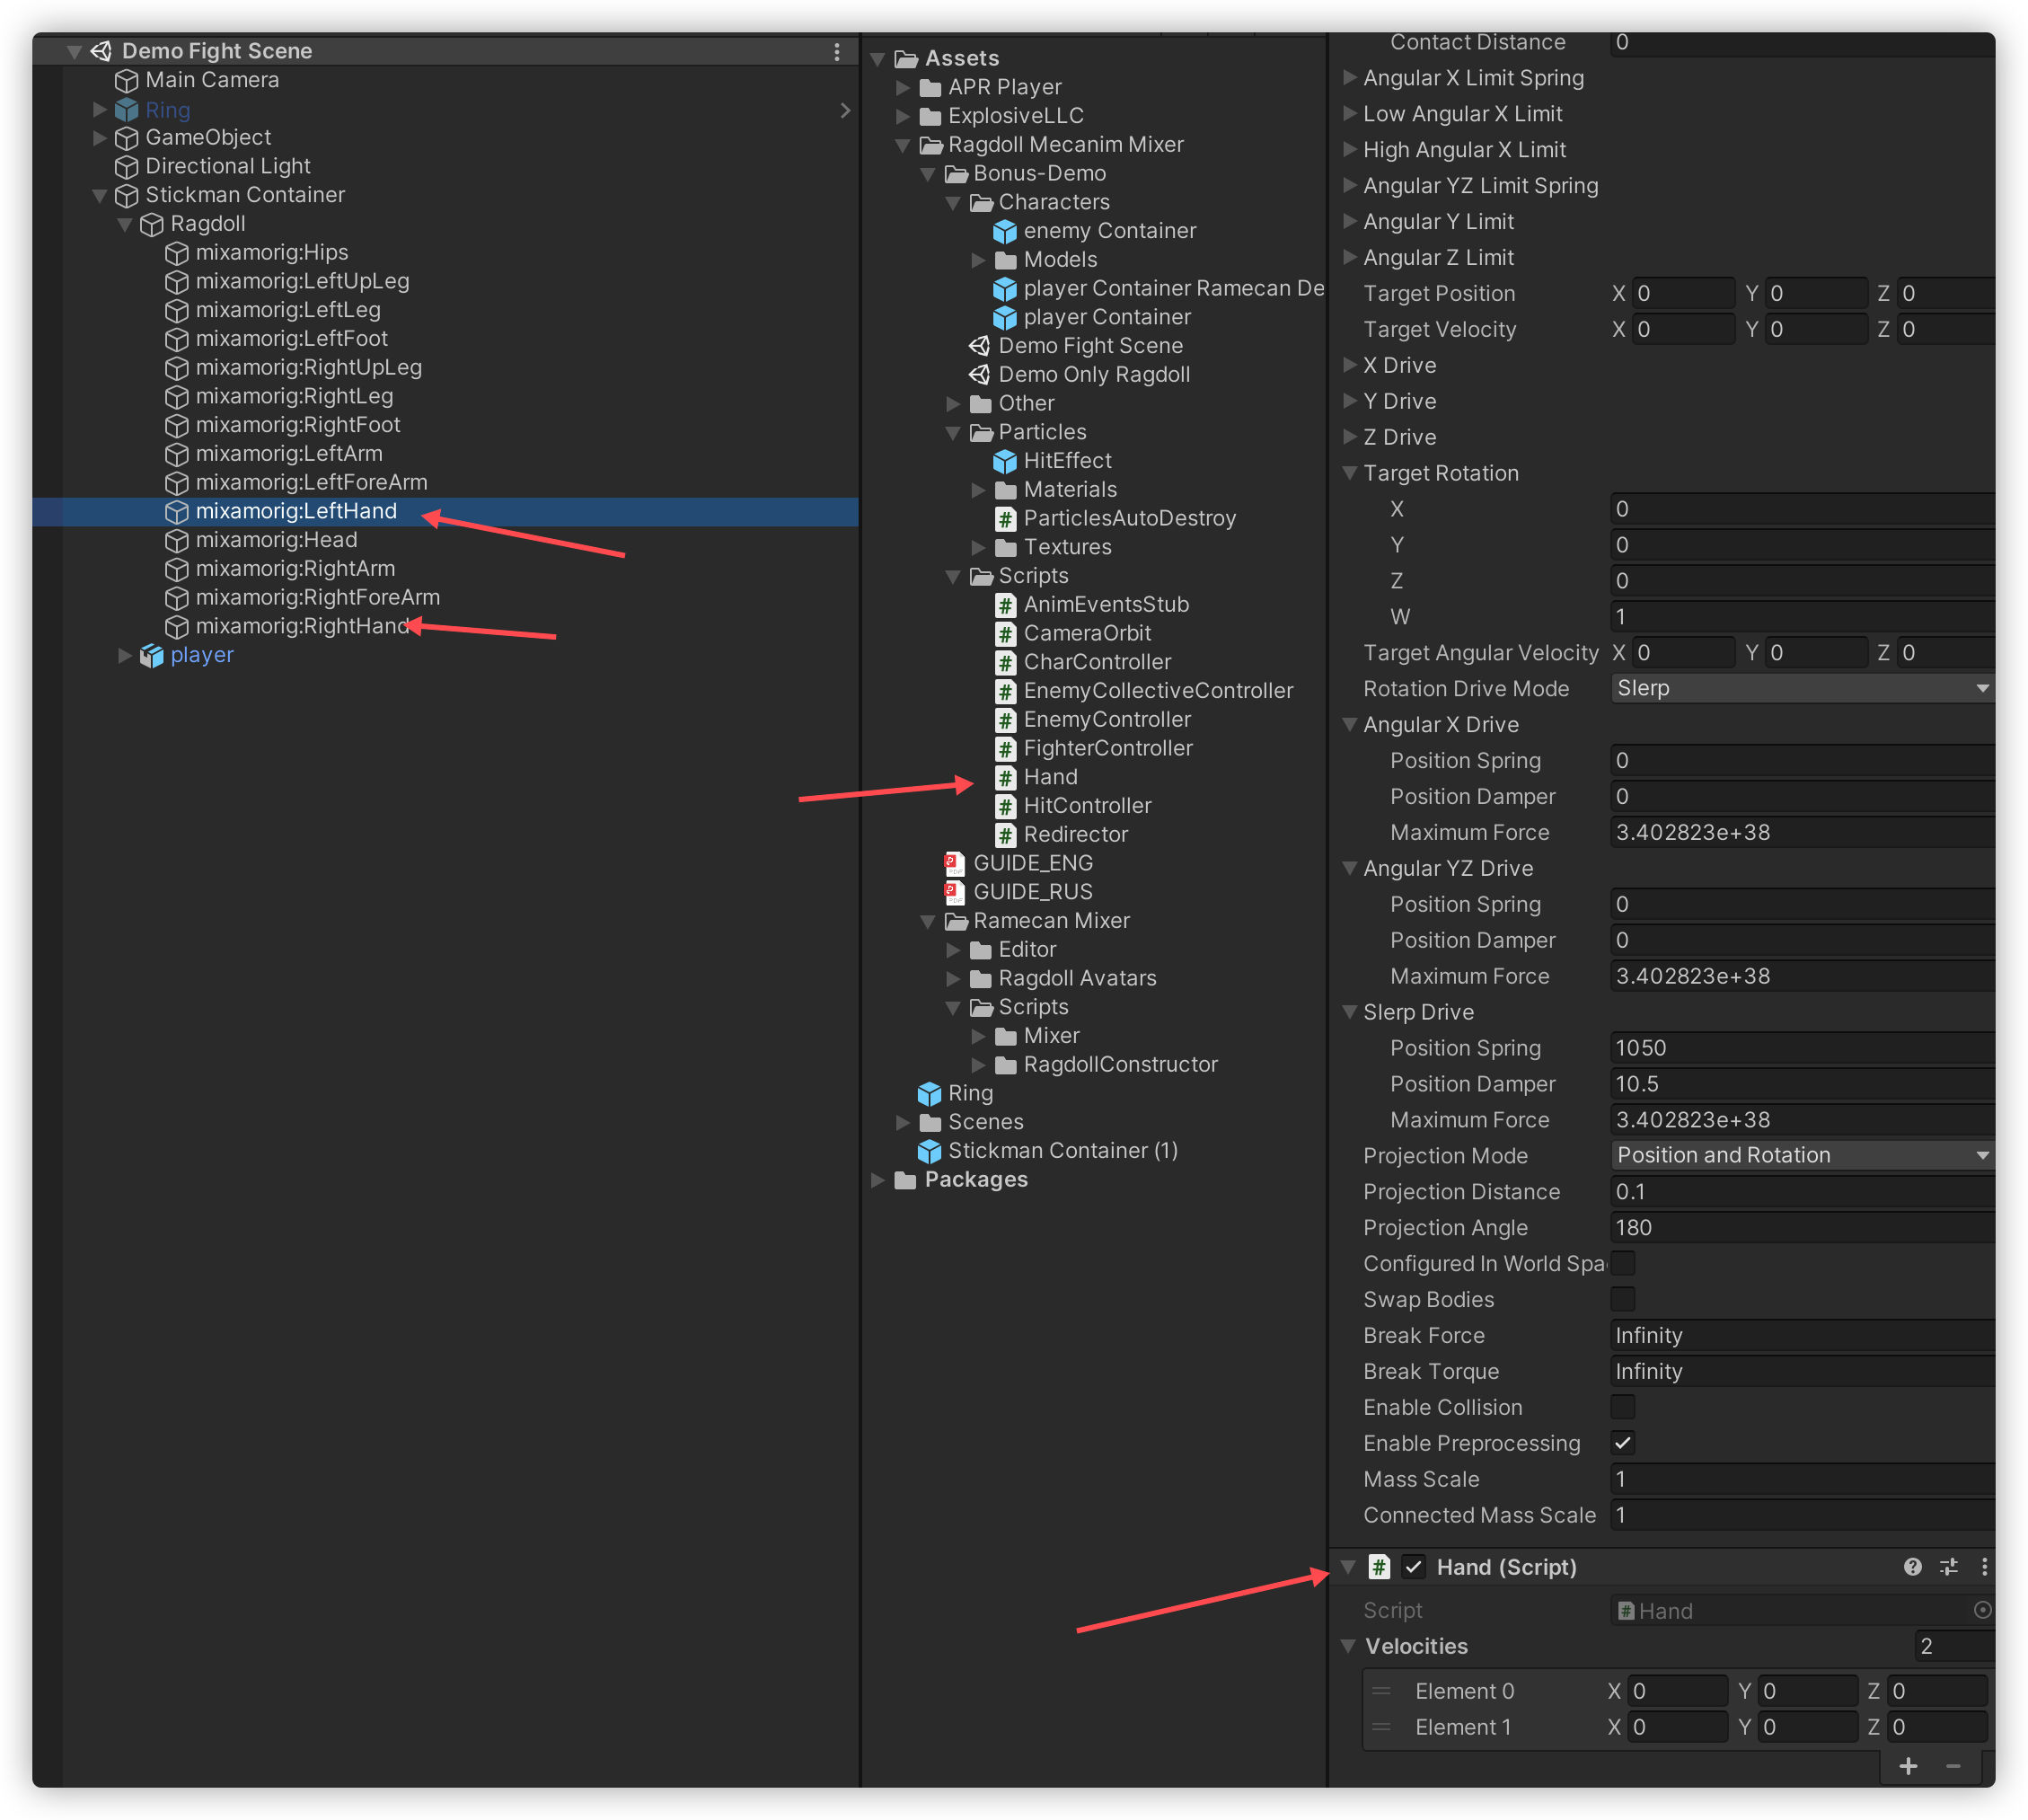 Demo Fight Scene
Main Camera
Ring
GameObject
Directional Light
Stickman Container
Ragdoll
mixamorig:Hips
mixamorig:LeftUpLeg
mixamorig:LeftLeg
mixamorig:LeftFoot
mixamorig:RightUpLeg
mixamorig:RightLeg
mixamorig:RightFoot
mixamorig:LeftArm
mixamorig:LeftForeArm
mixamorig:LeftHand
mixamorig:Head
mixamorig:RightArm
mixamorig:RightForeArm
mixamorig:RightHand
player
Assets
APR Player
ExplosiveLLC
Ragdoll Mecanim Mixer
Bonus-Demo
Characters
enemy Container
Models
player Container Ramecan De
player Container
Demo Fight Scene
Demo Only Ragdoll
Other
Particles
HitEffect
Materials
ParticlesAutoDestroy
Textures
Scripts
AnimEventsStub
CameraOrbit
CharController
EnemyCollectiveController
EnemyController
FighterController
Hand
HitController
Redirector
GUIDE_ENG
GUIDE_RUS
Ramecan Mixer
Editor
Ragdoll Avatars
Scripts
Mixer
RagdollConstructor
Ring
Scenes
Stickman Container (1)
Packages
Contact Distance 0
Angular X Limit Spring
Low Angular X Limit
High Angular X Limit
Angular YZ Limit Spring
Angular Y Limit
Angular Z Limit
Target Position X 0 Y 0 Z 0
Target Velocity X 0 Y 0 Z 0
X Drive
Y Drive
Z Drive
Target Rotation
X 0
Y 0
Z 0
W 1
Target Angular Velocity X 0 Y 0 Z 0
Rotation Drive Mode Slerp
Angular X Drive
Position Spring 0
Position Damper 0
Maximum Force 3.402823e+38
Angular YZ Drive
Position Spring 0
Position Damper 0
Maximum Force 3.402823e+38
Slerp Drive
Position Spring 1050
Position Damper 10.5
Maximum Force 3.402823e+38
Projection Mode Position and Rotation
Projection Distance 0.1
Projection Angle 180
Configured In World Spa
Swap Bodies
Break Force Infinity
Break Torque Infinity
Enable Collision
Enable Preprocessing
Mass Scale 1
Connected Mass Scale 1
# Hand (Script)
Script # Hand
Velocities 2
Element 0 X 0 Y 0 Z 0
Element 1 X 0 Y 0 Z 0
+ −